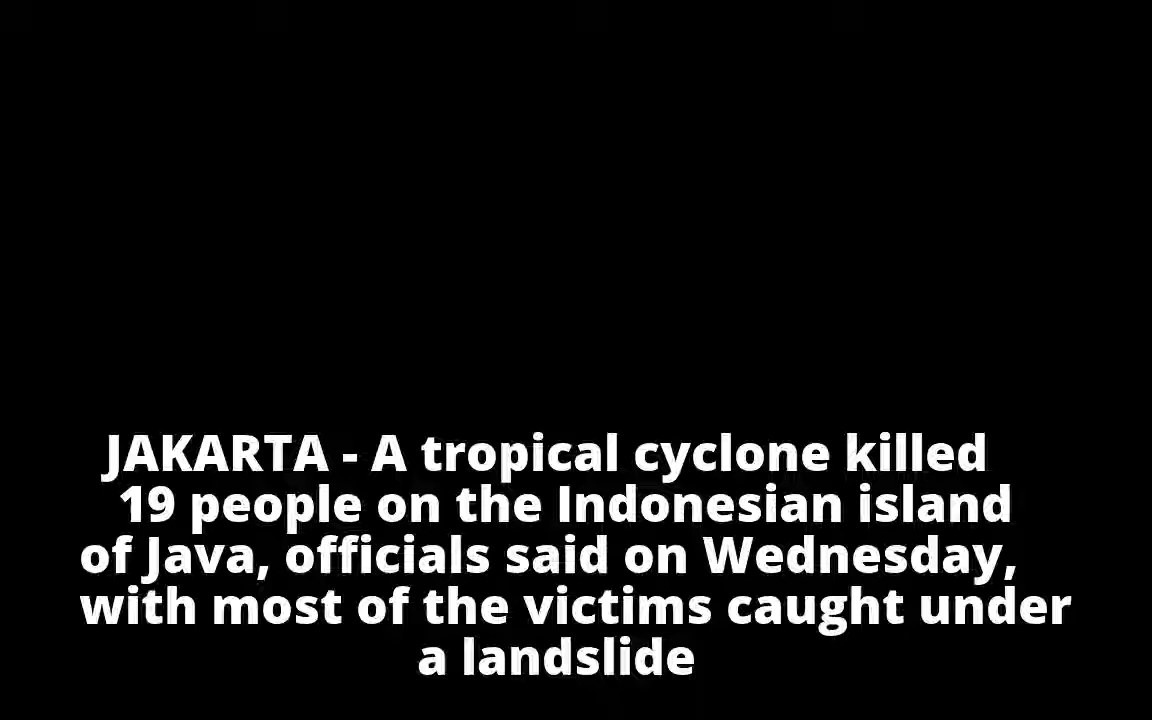 JAKARTA - A tropical cyclone killed
19 people on the Indonesian island
of Java, officials said on Wednesday,
with most of the victims caught under
a landslide